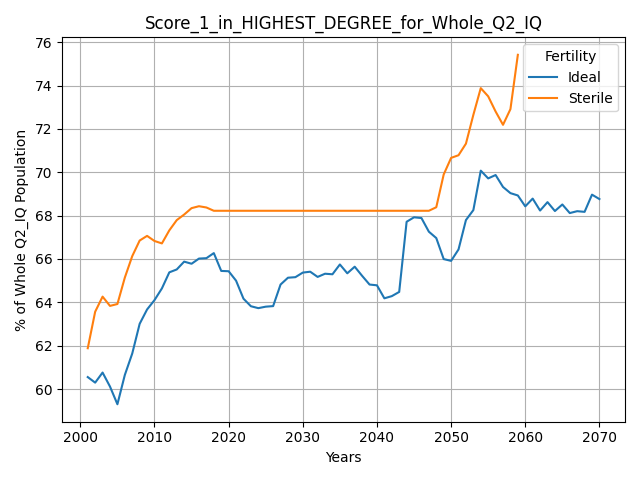 Score_1_in_HIGHEST_DEGREE_for_Whole_Q2_IQ
% of Whole Q2_IQ Population
76
74
72
70
68
66
64
62
60
Fertility
Ideal
Sterile
2000 2010 2020 2030 2040 2050 2060 2070
Years